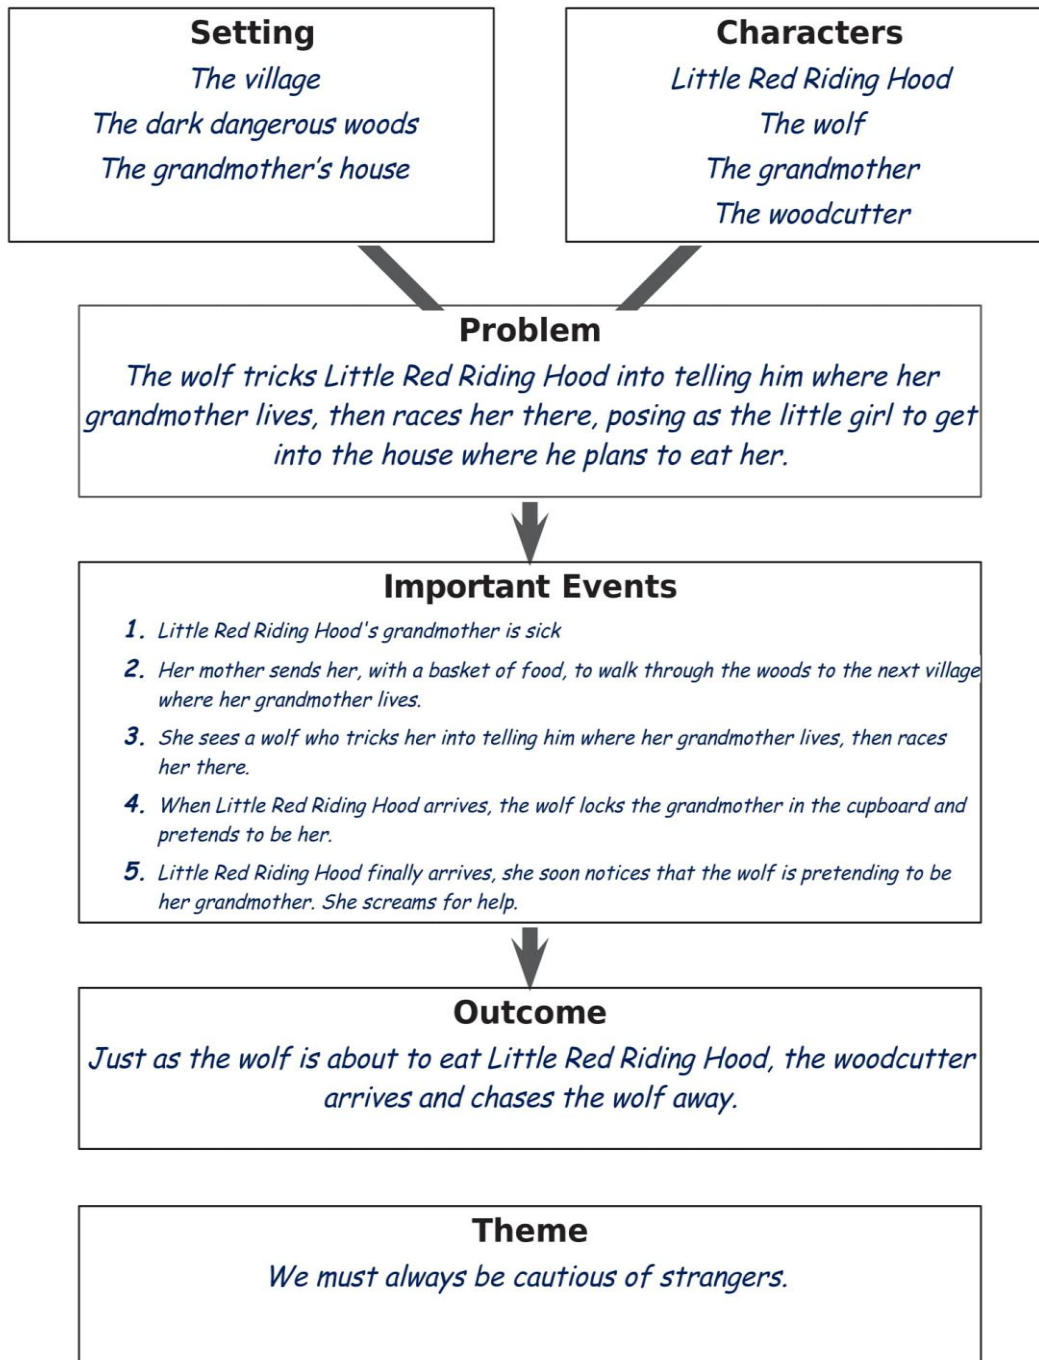 Setting
The village
The dark dangerous woods
The grandmother's house
Characters
Little Red Riding Hood
The wolf
The grandmother
The woodcutter
Problem
The wolf tricks Little Red Riding Hood into telling him where her
grandmother lives, then races her there, posing as the little girl to get
into the house where he plans to eat her.
Important Events
1. Little Red Riding Hood's grandmother is sick
2. Her mother sends her, with a basket of food, to walk through the woods to the next village
where her grandmother lives.
3. She sees a wolf who tricks her into telling him where her grandmother lives, then races
her there.
4. When Little Red Riding Hood arrives, the wolf locks the grandmother in the cupboard and
pretends to be her.
5. Little Red Riding Hood finally arrives, she soon notices that the wolf is pretending to be
her grandmother. She screams for help.
Outcome
Just as the wolf is about to eat Little Red Riding Hood, the woodcutter
arrives and chases the wolf away.
Theme
We must always be cautious of strangers.